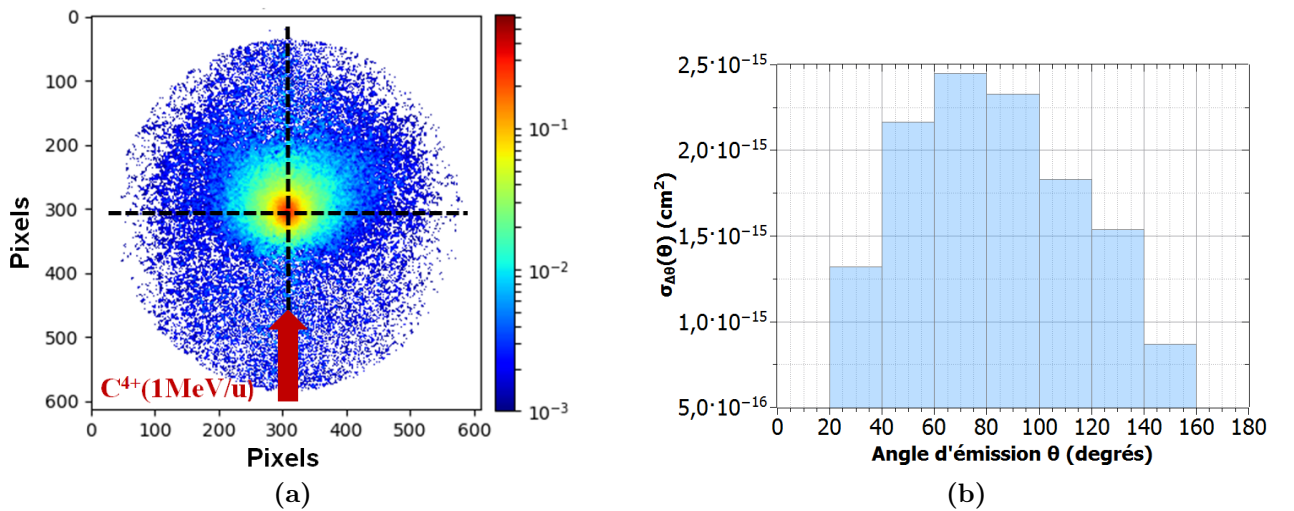 0
100
200
300
400
500
600
Pixels
0 100 200 300 400 500 600
Pixels
C⁴⁺(1MeV/u)
10⁻¹
10⁻²
10⁻³
(a)
2,5·10⁻¹⁵
2,0·10⁻¹⁵
1,5·10⁻¹⁵
1,0·10⁻¹⁵
5,0·10⁻¹⁶
σΔθ(θ) (cm²)
0 20 40 60 80 100 120 140 160 180
Angle d'émission θ (degrés)
(b)